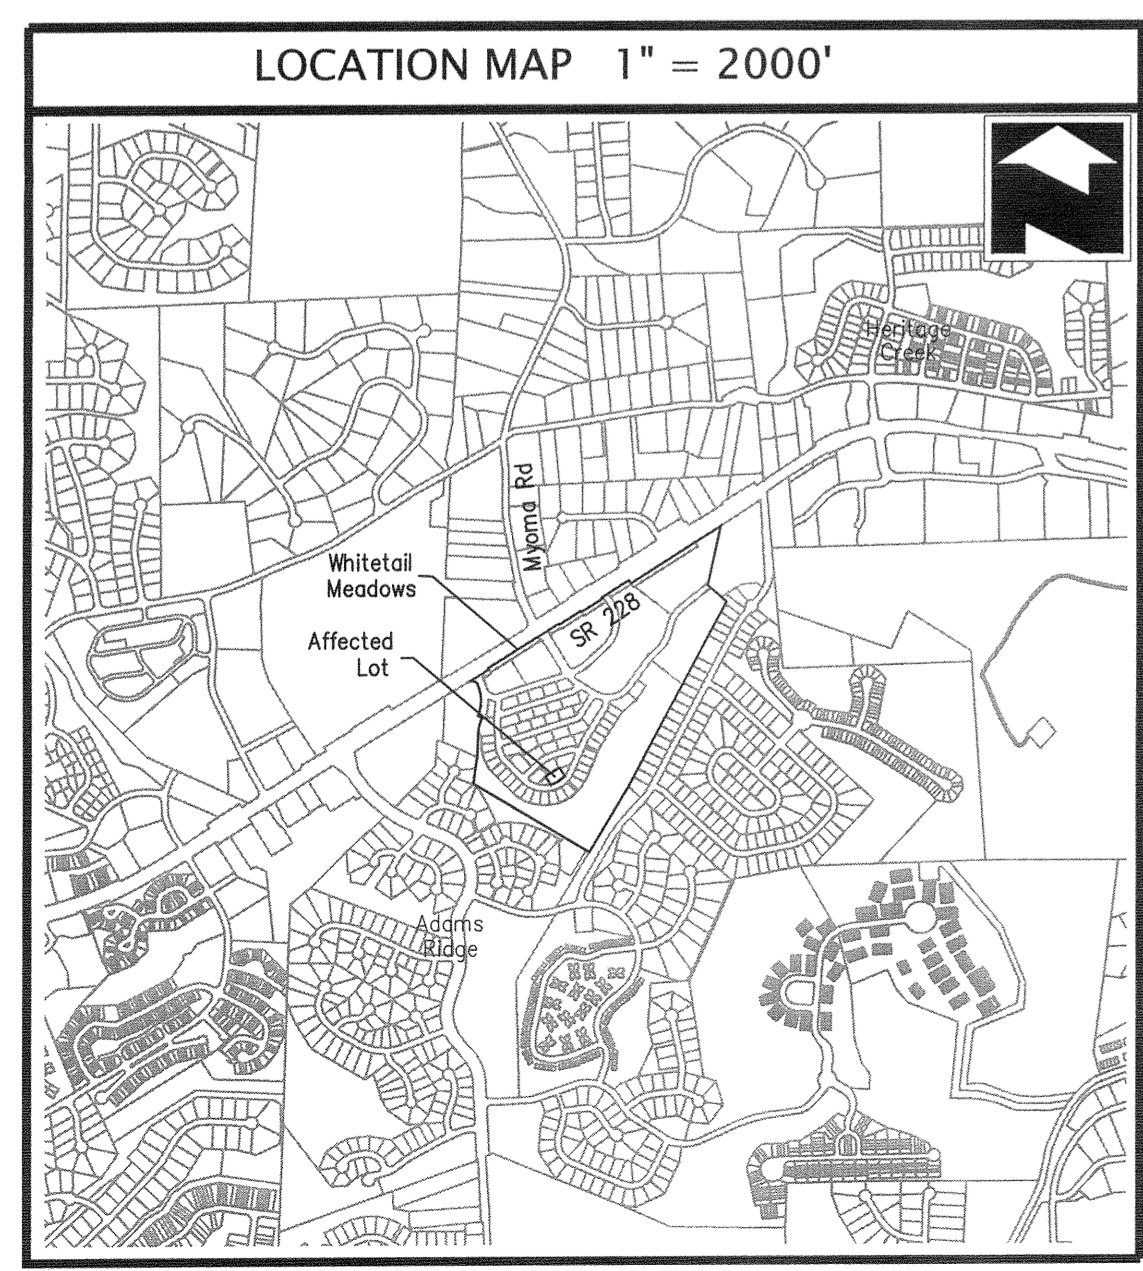 LOCATION MAP 1" = 2000'
Heritage
Creek
Myoma Rd
Whitetail
Meadows
SR 228
Affected
Lot
Adams
Ridge